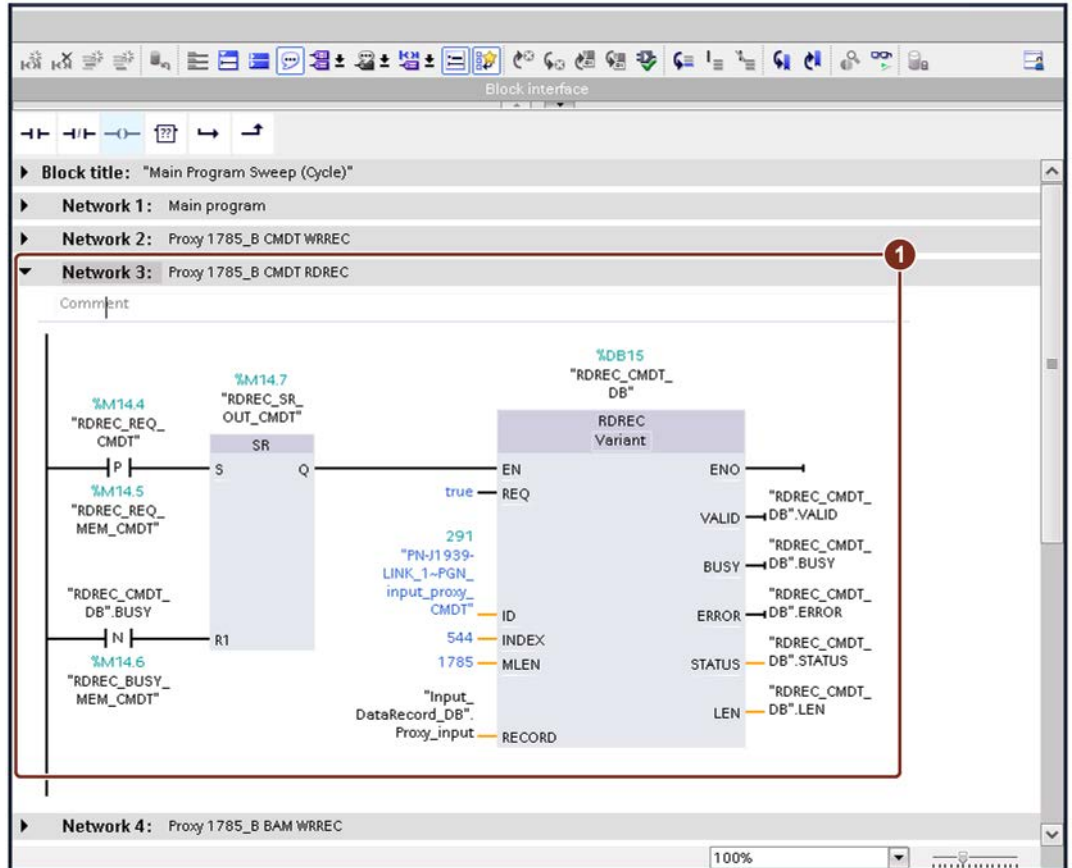 Block interface
Block title: "Main Program Sweep (Cycle)"
Network 1: Main program
Network 2: Proxy 1785_B CMDT WRREC
1
Network 3: Proxy 1785_B CMDT RDREC
Comment
%M14.4
"RDREC_REQ_
CMDT"
P
%M14.5
"RDREC_REQ_
MEM_CMDT"
"RDREC_CMDT_
DB".BUSY
N
%M14.6
"RDREC_BUSY_
MEM_CMDT"
%M14.7
"RDREC_SR_
OUT_CMDT"
SR
S Q
R1
%DB15
"RDREC_CMDT_
DB"
RDREC
Variant
EN ENO
true REQ
291
"PN-J1939-
LINK_1~PGN_
input_proxy_
CMDT" ID
544 INDEX
1785 MLEN
"Input_
DataRecord_DB".
Proxy_input RECORD
VALID "RDREC_CMDT_
DB".VALID
BUSY "RDREC_CMDT_
DB".BUSY
ERROR "RDREC_CMDT_
DB".ERROR
STATUS "RDREC_CMDT_
DB".STATUS
LEN "RDREC_CMDT_
DB".LEN
Network 4: Proxy 1785_B BAM WRREC
100%